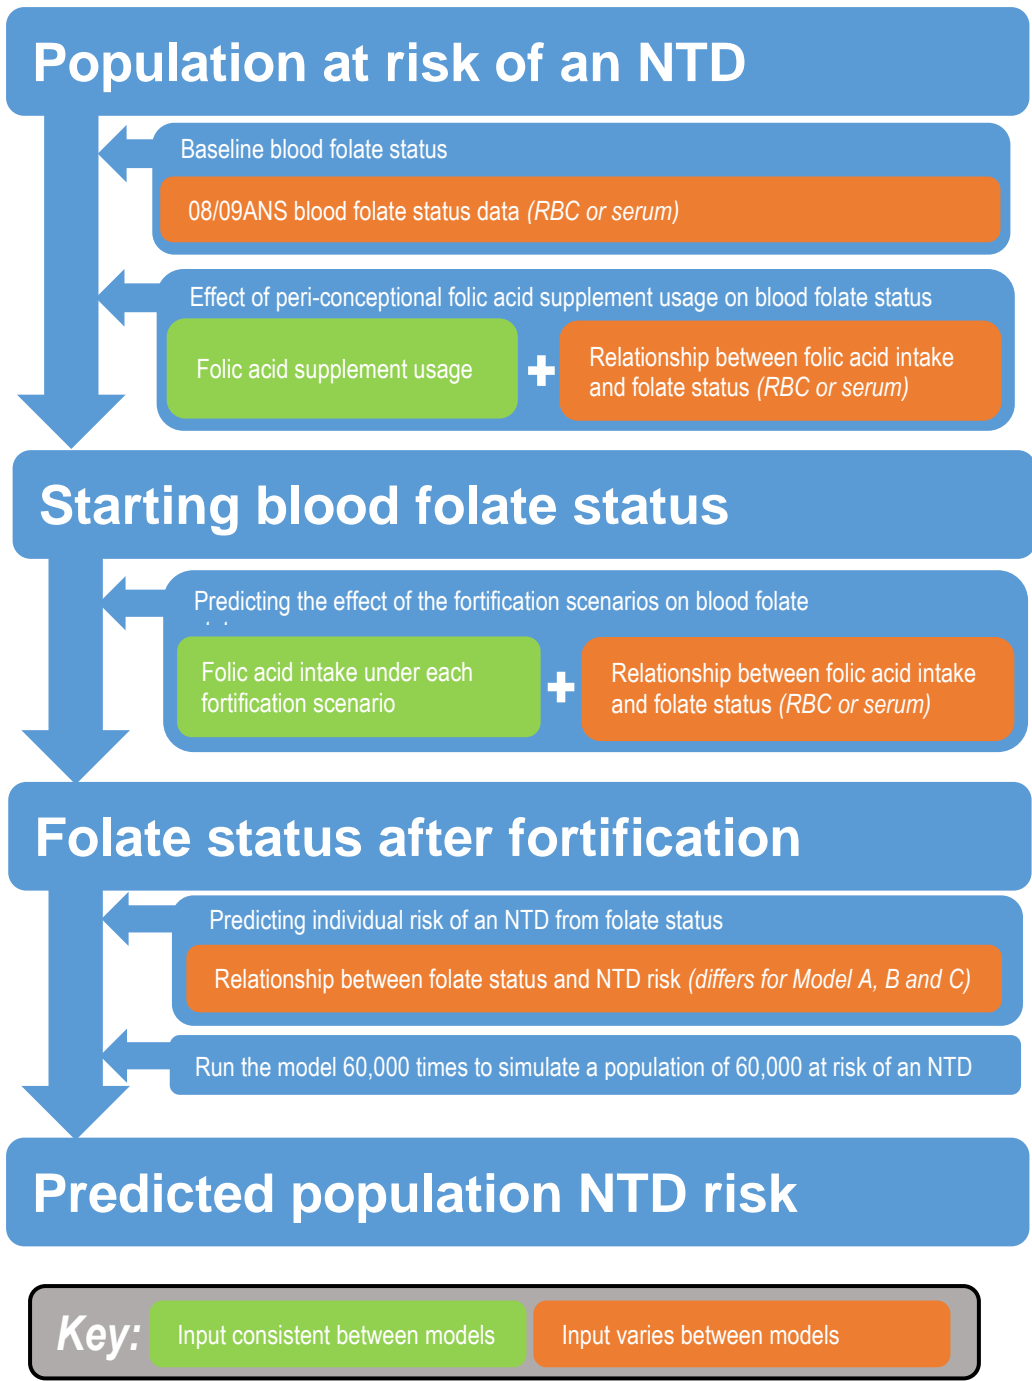 Population at risk of an NTD
Baseline blood folate status
08/09ANS blood folate status data (RBC or serum)
Effect of peri-conceptional folic acid supplement usage on blood folate status
Folic acid supplement usage
+
Relationship between folic acid intake
and folate status (RBC or serum)
Starting blood folate status
Predicting the effect of the fortification scenarios on blood folate
Folic acid intake under each
fortification scenario
+
Relationship between folic acid intake
and folate status (RBC or serum)
Folate status after fortification
Predicting individual risk of an NTD from folate status
Relationship between folate status and NTD risk (differs for Model A, B and C)
Run the model 60,000 times to simulate a population of 60,000 at risk of an NTD
Predicted population NTD risk
Key:
Input consistent between models
Input varies between models